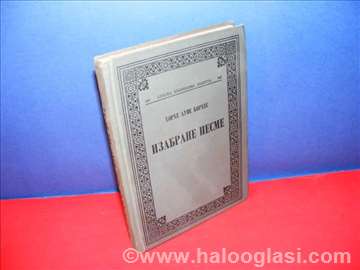 ХОРХЕ ЛУИС БОРХЕС
ИЗАБРАНЕ ПЕСМЕ
© www.halooglasi.com